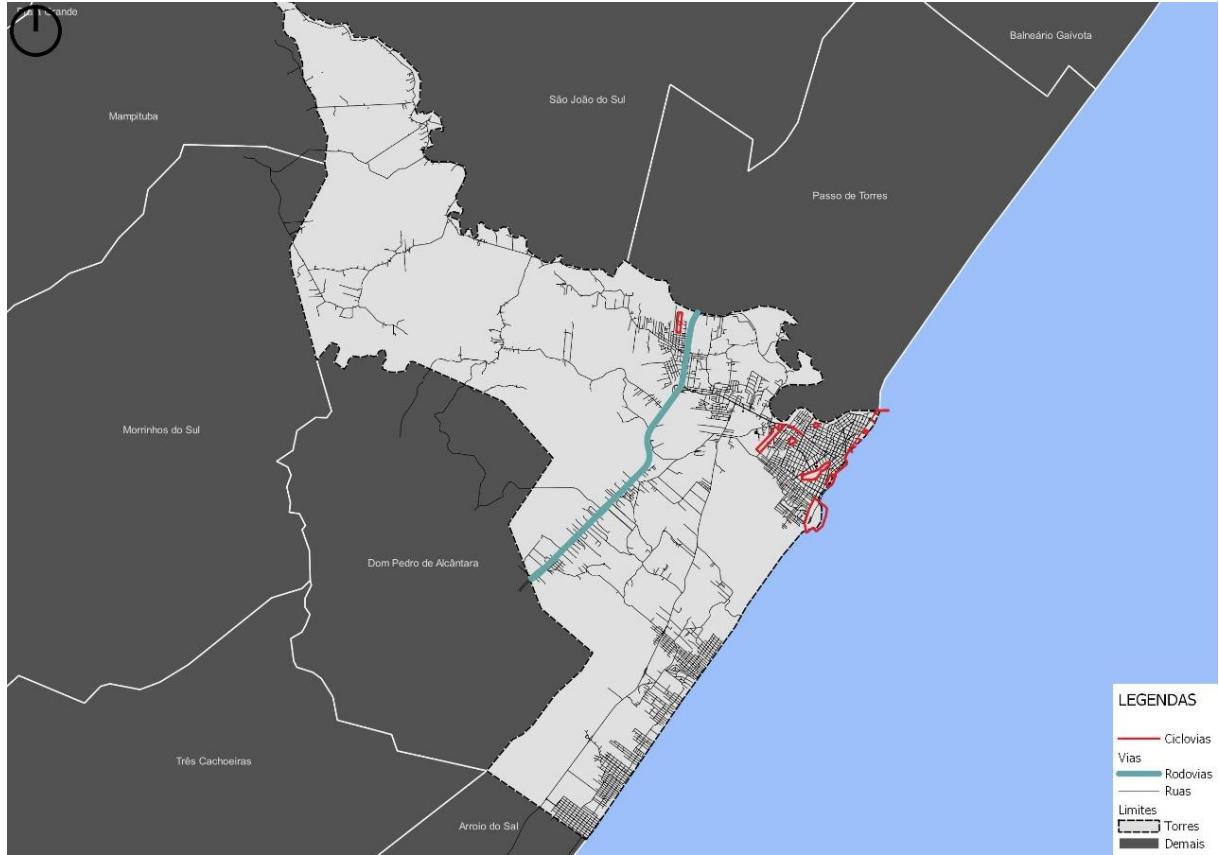 Grande
Balneário Gaivota
São João do Sul
Mampituba
Passo de Torres
Morrinhos do Sul
Dom Pedro de Alcântara
LEGENDAS
Ciclovias
Vias
Rodovias
Ruas
Limites
Torres
Demais
Três Cachoeiras
Arroio do Sal